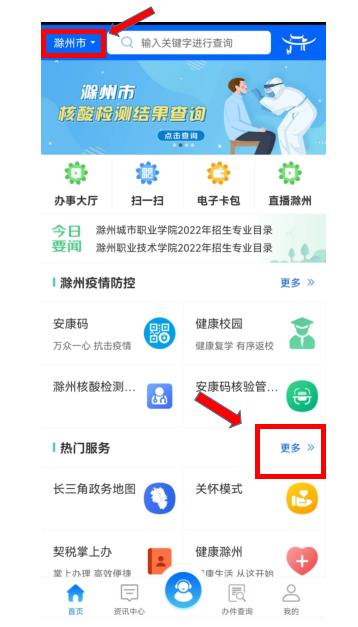 滁州市
输入关键字进行查询
滁州市
核酸检测结果查询
点击查询
办事大厅
扫一扫
电子卡包
直播滁州
今日
要闻
滁州城市职业学院2022年招生专业目录
滁州职业技术学院2022年招生专业目录
滁州疫情防控
更多 »
安康码
万众一心 抗击疫情
健康校园
健康复学 有序返校
滁州核酸检测...
安康码核验管...
热门服务
更多 »
长三角政务地图
关怀模式
契税掌上办
掌上办理 高效便捷
健康滁州
健康生活 从这开始
首页
资讯中心
办件查询
我的